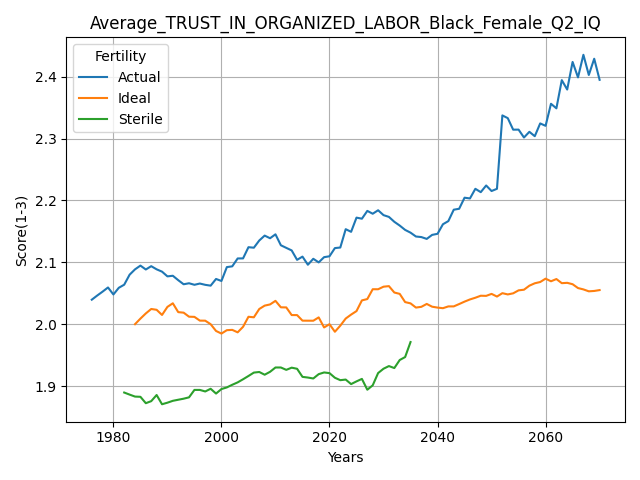 Average_TRUST_IN_ORGANIZED_LABOR_Black_Female_Q2_IQ
Fertility
Actual
Ideal
Sterile
Score(1-3)
2.4
2.3
2.2
2.1
2.0
1.9
1980 2000 2020 2040 2060
Years